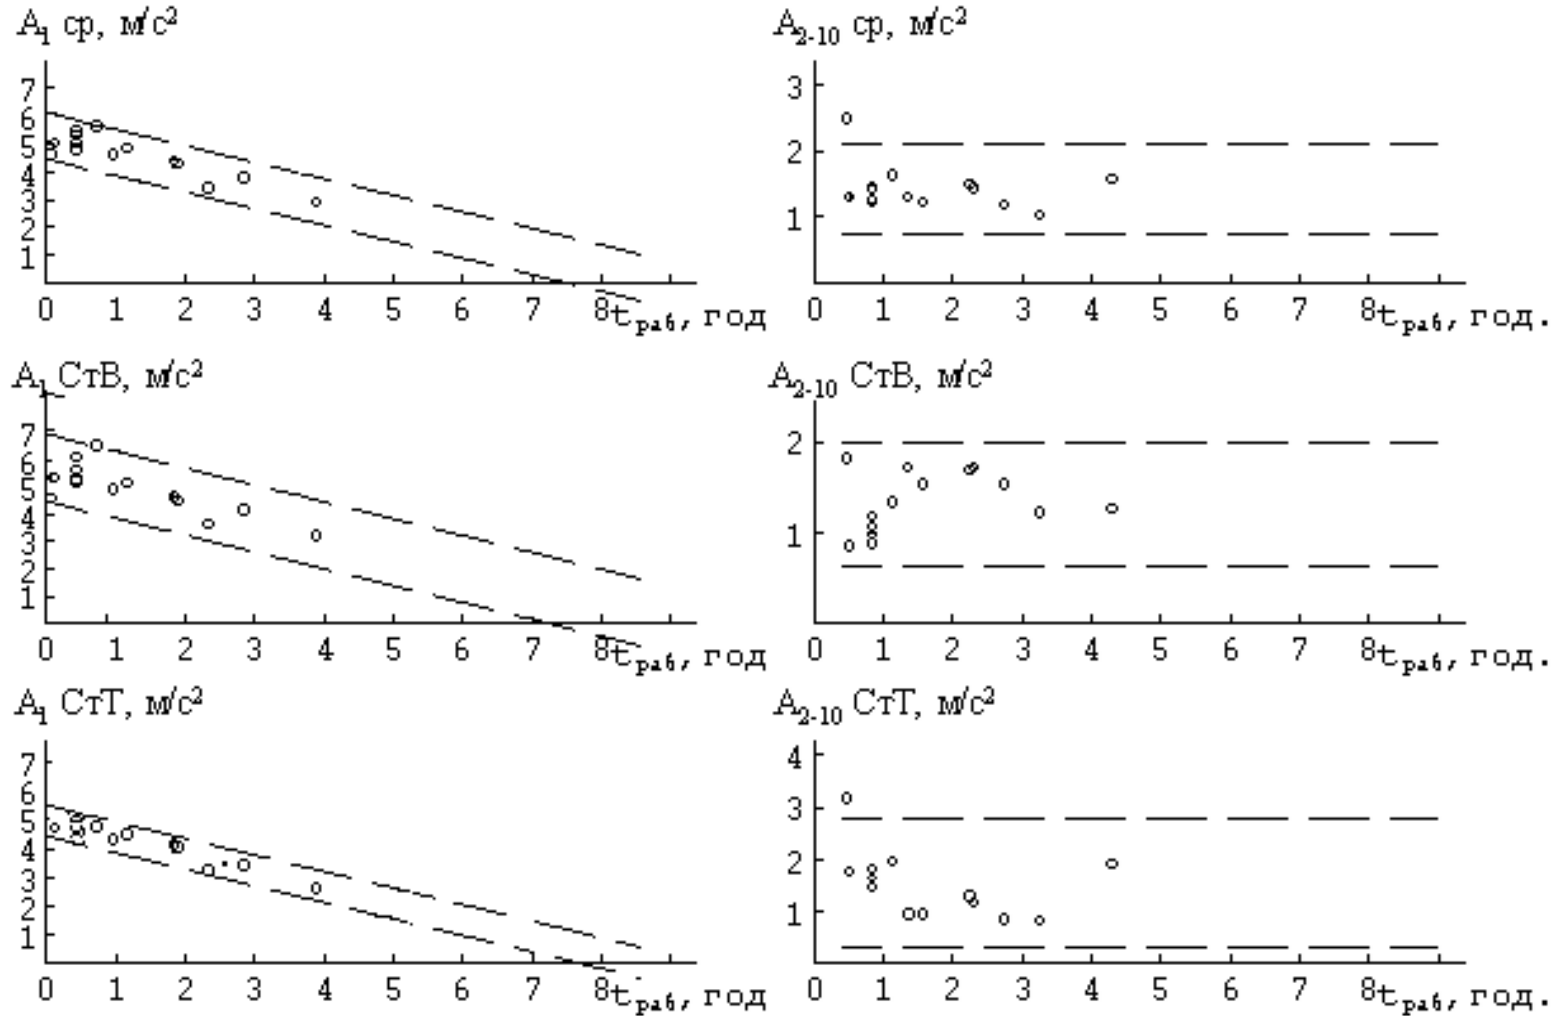 A1 ср, м/с2
7
6
5
4
3
2
1
0 1 2 3 4 5 6 7 8 tраб, год
A2-10 ср, м/с2
3
2
1
0 1 2 3 4 5 6 7 8 tраб, год.
A1 СтВ, м/с2
7
6
5
4
3
2
1
0 1 2 3 4 5 6 7 8 tраб, год
A2-10 СтВ, м/с2
2
1
0 1 2 3 4 5 6 7 8 tраб, год.
A1 СтТ, м/с2
7
6
5
4
3
2
1
0 1 2 3 4 5 6 7 8 tраб, год
A2-10 СтТ, м/с2
4
3
2
1
0 1 2 3 4 5 6 7 8 tраб, год.